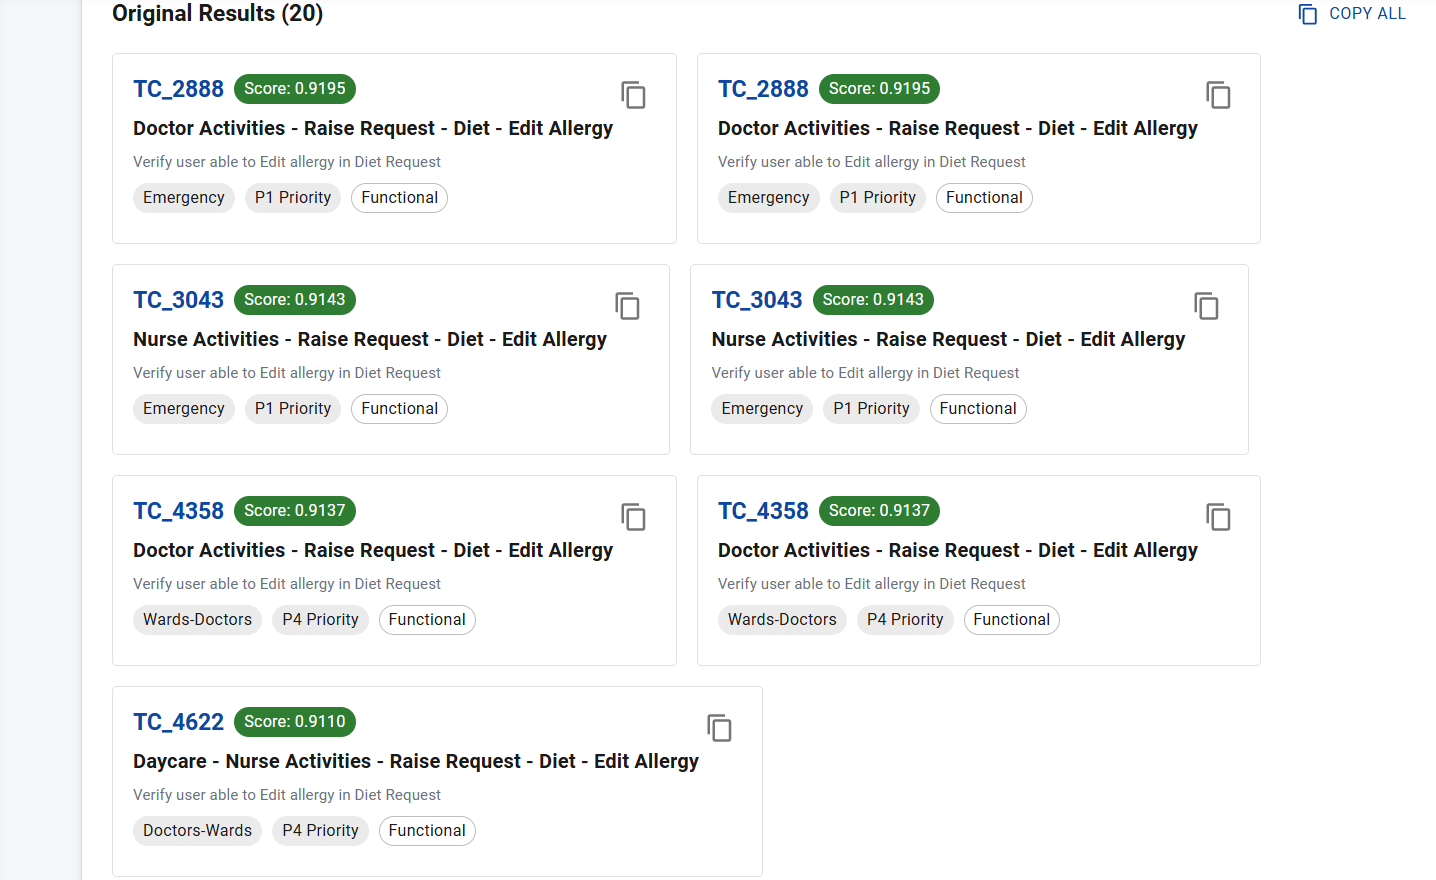 Original Results (20)
COPY ALL
TC_2888 Score: 0.9195
Doctor Activities - Raise Request - Diet - Edit Allergy
Verify user able to Edit allergy in Diet Request
Emergency P1 Priority Functional
TC_2888 Score: 0.9195
Doctor Activities - Raise Request - Diet - Edit Allergy
Verify user able to Edit allergy in Diet Request
Emergency P1 Priority Functional
TC_3043 Score: 0.9143
Nurse Activities - Raise Request - Diet - Edit Allergy
Verify user able to Edit allergy in Diet Request
Emergency P1 Priority Functional
TC_3043 Score: 0.9143
Nurse Activities - Raise Request - Diet - Edit Allergy
Verify user able to Edit allergy in Diet Request
Emergency P1 Priority Functional
TC_4358 Score: 0.9137
Doctor Activities - Raise Request - Diet - Edit Allergy
Verify user able to Edit allergy in Diet Request
Wards-Doctors P4 Priority Functional
TC_4358 Score: 0.9137
Doctor Activities - Raise Request - Diet - Edit Allergy
Verify user able to Edit allergy in Diet Request
Wards-Doctors P4 Priority Functional
TC_4622 Score: 0.9110
Daycare - Nurse Activities - Raise Request - Diet - Edit Allergy
Verify user able to Edit allergy in Diet Request
Doctors-Wards P4 Priority Functional